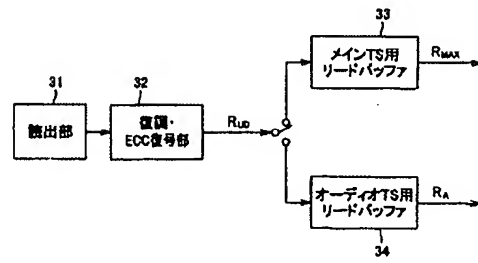 31
読出部
32
復調・
ECC復号部
R_UD
33
メインTS用
リードバッファ
R_MAX
オーディオTS用
リードバッファ
R_A
34